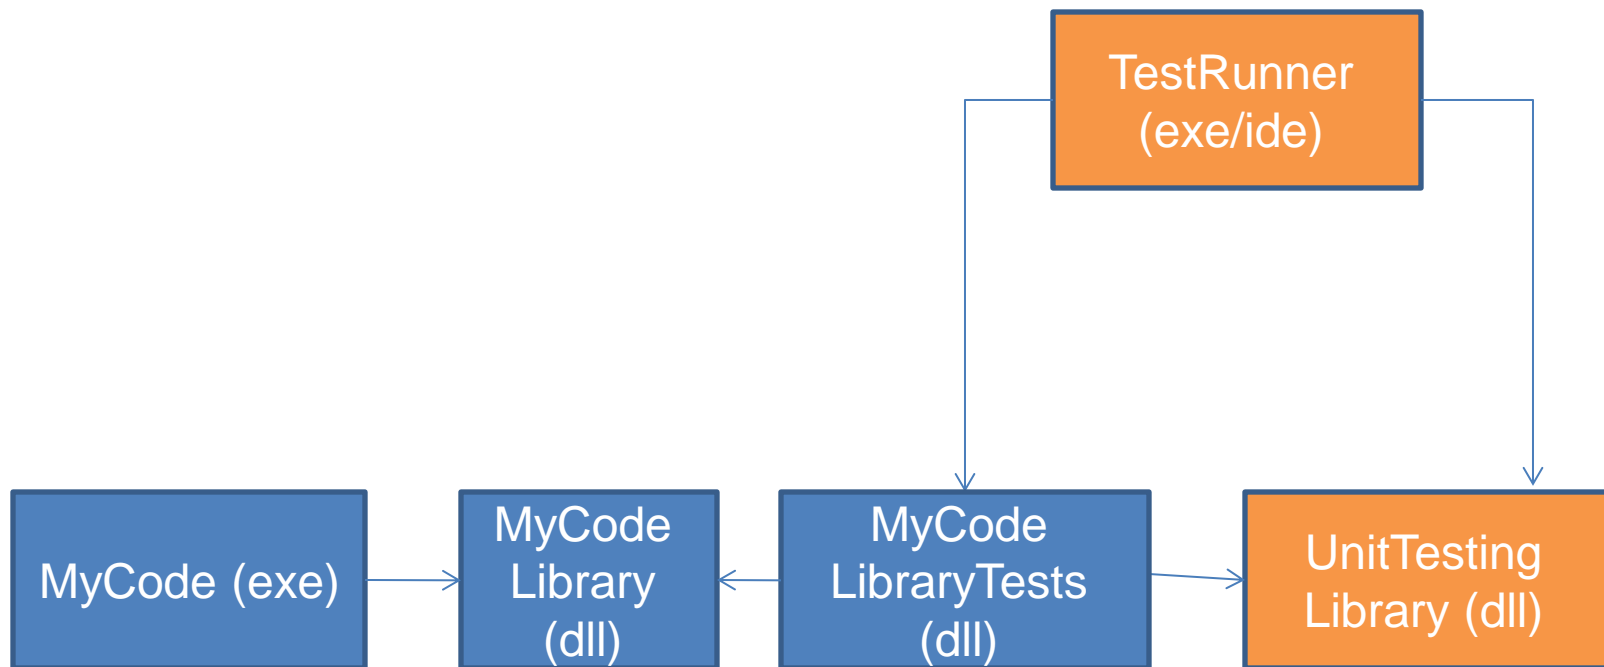 TestRunner
(exe/ide)
MyCode (exe)
MyCode
Library
(dll)
MyCode
LibraryTests
(dll)
UnitTesting
Library (dll)